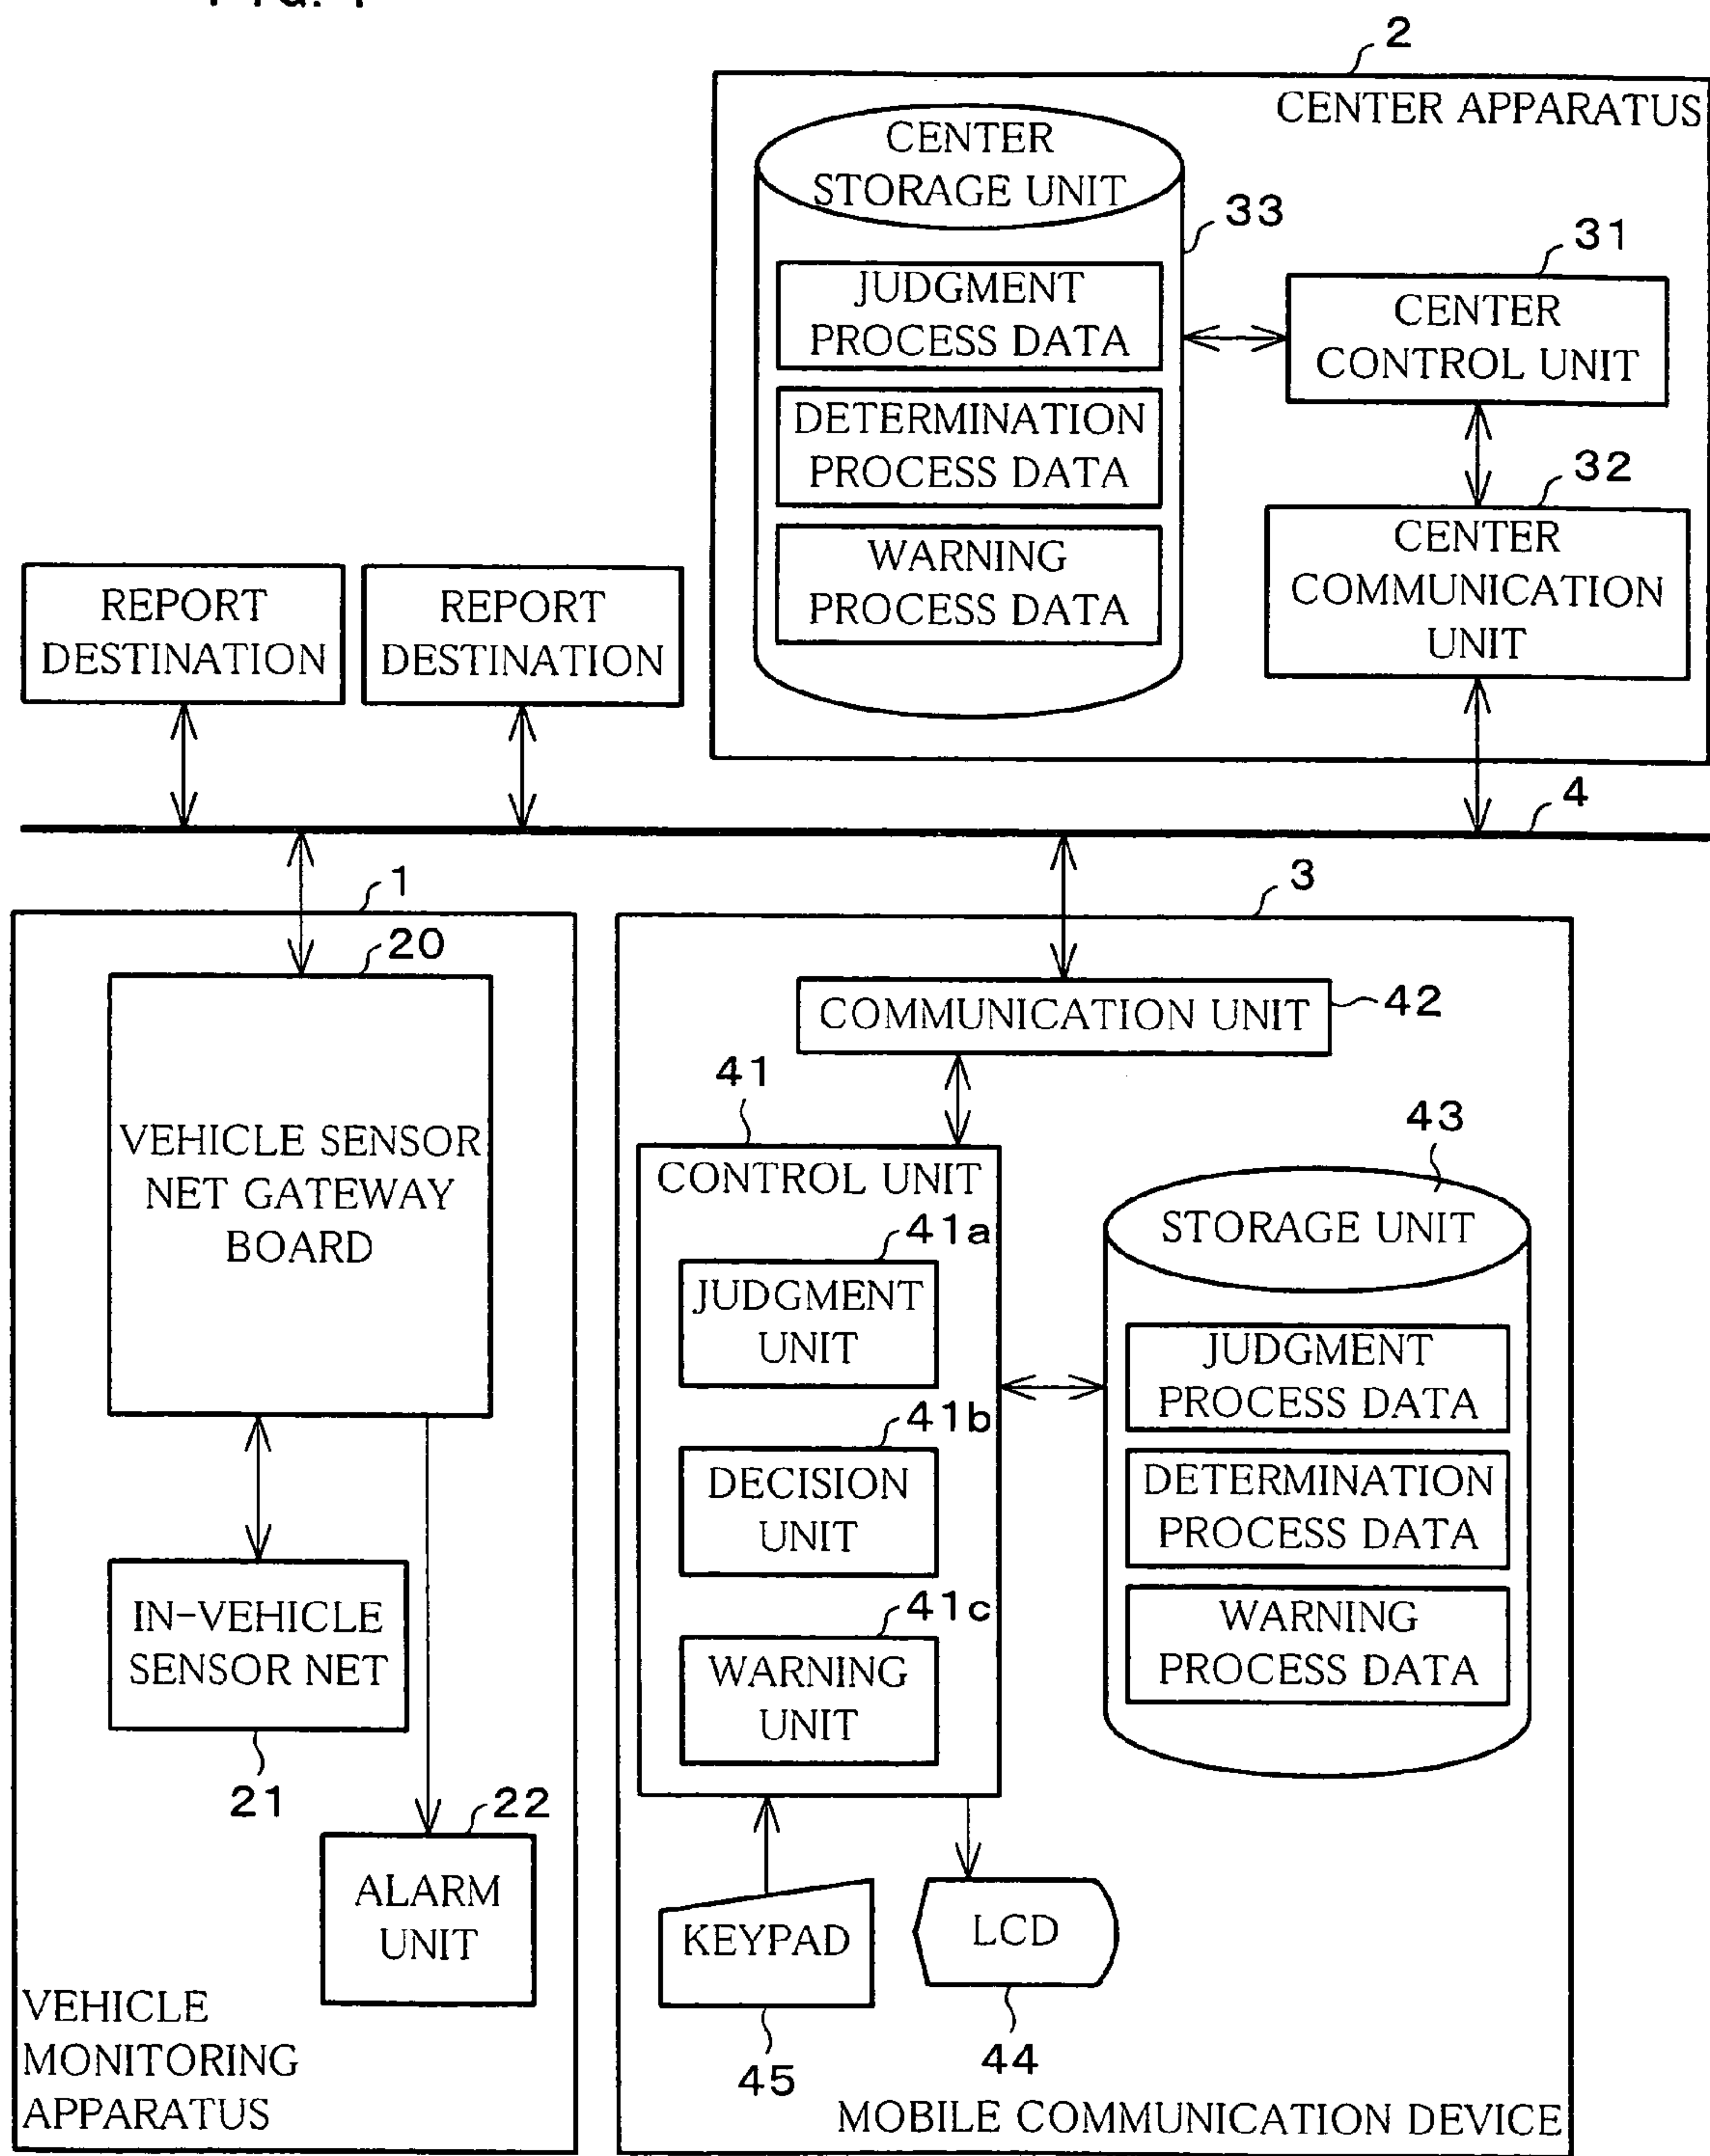 FIG. 1
2
CENTER APPARATUS
CENTER
STORAGE UNIT
33
JUDGMENT
PROCESS DATA
DETERMINATION
PROCESS DATA
WARNING
PROCESS DATA
31
CENTER
CONTROL UNIT
32
CENTER
COMMUNICATION
UNIT
REPORT
DESTINATION
REPORT
DESTINATION
4
1
20
VEHICLE SENSOR
NET GATEWAY
BOARD
IN-VEHICLE
SENSOR NET
21
22
ALARM
UNIT
VEHICLE
MONITORING
APPARATUS
3
COMMUNICATION UNIT
42
41
CONTROL UNIT
41a
JUDGMENT
UNIT
41b
DECISION
UNIT
41c
WARNING
UNIT
43
STORAGE UNIT
JUDGMENT
PROCESS DATA
DETERMINATION
PROCESS DATA
WARNING
PROCESS DATA
KEYPAD
45
LCD
44
MOBILE COMMUNICATION DEVICE